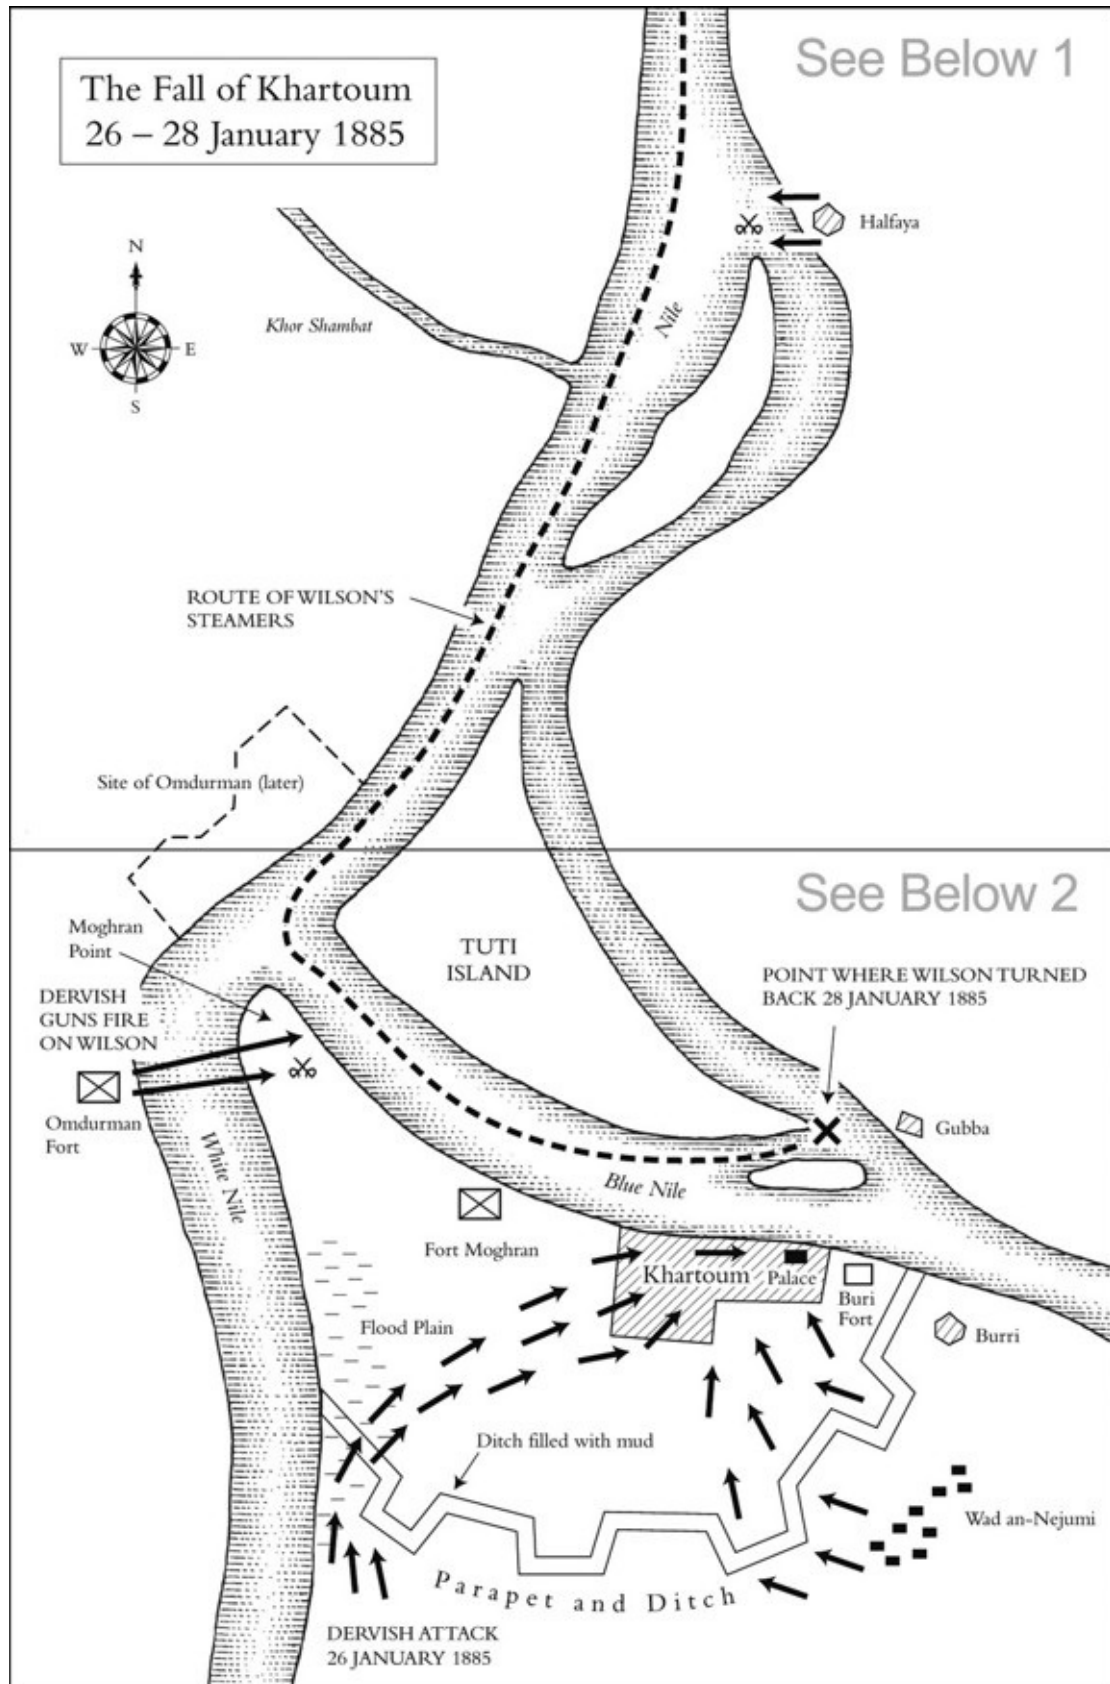 The Fall of Khartoum
26 – 28 January 1885
See Below 1
Halfaya
N
W
E
S
Khor Shambat
Nile
ROUTE OF WILSON'S
STEAMERS
Site of Omdurman (later)
See Below 2
Moghran
Point
TUTI
ISLAND
POINT WHERE WILSON TURNED
BACK 28 JANUARY 1885
DERVISH
GUNS FIRE
ON WILSON
Omdurman
Fort
Gubba
White Nile
Blue Nile
Fort Moghran
Khartoum
Palace
Buri
Fort
Burri
Flood Plain
Ditch filled with mud
Wad an-Nejumi
Parapet and Ditch
DERVISH ATTACK
26 JANUARY 1885